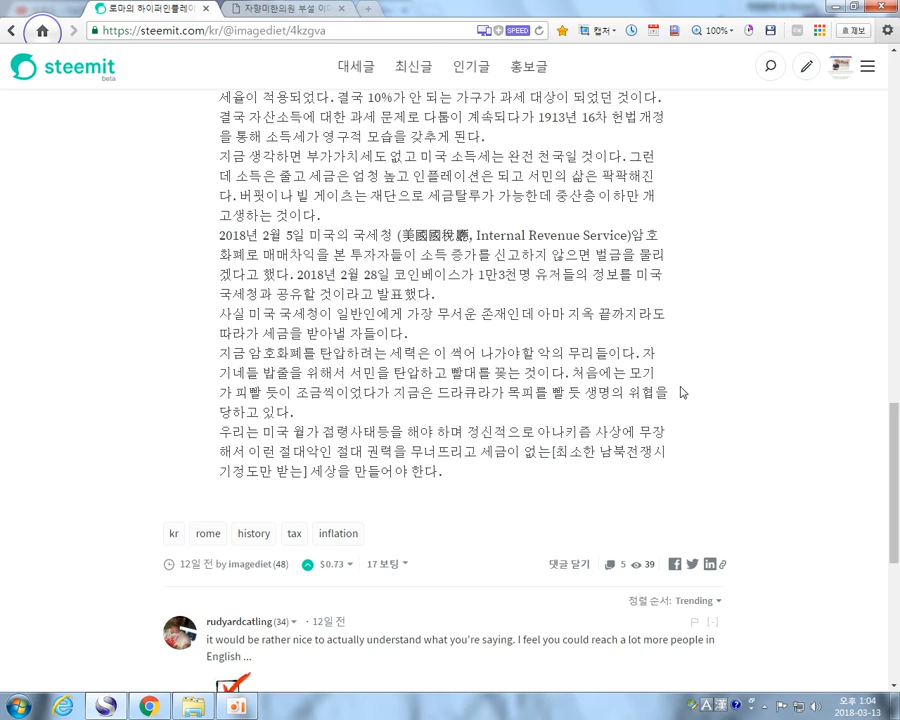 로마의 하이퍼인플레이
자향미한의원 부설 이미
https://steemit.com/kr/@imagediet/4kzgva
SPEED
캡처
100%
제보
steemit
beta
대세글
최신글
인기글
홍보글
세율이 적용되었다. 결국 10%가 안 되는 가구가 과세 대상이 되었던 것이다.
결국 자산소득에 대한 과세 문제로 다툼이 계속되다가 1913년 16차 헌법개정
을 통해 소득세가 영구적 모습을 갖추게 된다.
지금 생각하면 부가가치세도 없고 미국 소득세는 완전 천국일 것이다. 그런
데 소득은 줄고 세금은 엄청 높고 인플레이션은 되고 서민의 삶은 팍팍해진
다. 버핏이나 빌 게이츠는 재단으로 세금탈루가 가능한데 중산층 이하만 개
고생하는 것이다.
2018년 2월 5일 미국의 국세청 (美國國稅廳, Internal Revenue Service)암호
화폐로 매매차익을 본 투자자들이 소득 증가를 신고하지 않으면 벌금을 물리
겠다고 했다. 2018년 2월 28일 코인베이스가 1만3천명 유저들의 정보를 미국
국세청과 공유할 것이라고 발표했다.
사실 미국 국세청이 일반인에게 가장 무서운 존재인데 아마 지옥 끝까지라도
따라가 세금을 받아낼 자들이다.
지금 암호화폐를 탄압하려는 세력은 이 썩어 나가야할 악의 무리들이다. 자
기네들 밥줄을 위해서 서민을 탄압하고 빨대를 꽂는 것이다. 처음에는 모기
가 피빨 듯이 조금씩이었다가 지금은 드라큐라가 목피를 빨 듯 생명의 위협을
당하고 있다.
우리는 미국 월가 점령사태등을 해야 하며 정신적으로 아나키즘 사상에 무장
해서 이런 절대악인 절대 권력을 무너뜨리고 세금이 없는[최소한 남북전쟁시
기정도만 받는] 세상을 만들어야 한다.
kr
rome
history
tax
inflation
12일 전 by imagediet (48)
$0.73
17 보팅
댓글 달기
5
39
정렬 순서: Trending
rudyardcatling (34)
· 12일 전
[-]
it would be rather nice to actually understand what you're saying. I feel you could reach a lot more people in
English ...
A 漢
오후 1:04
2018-03-13